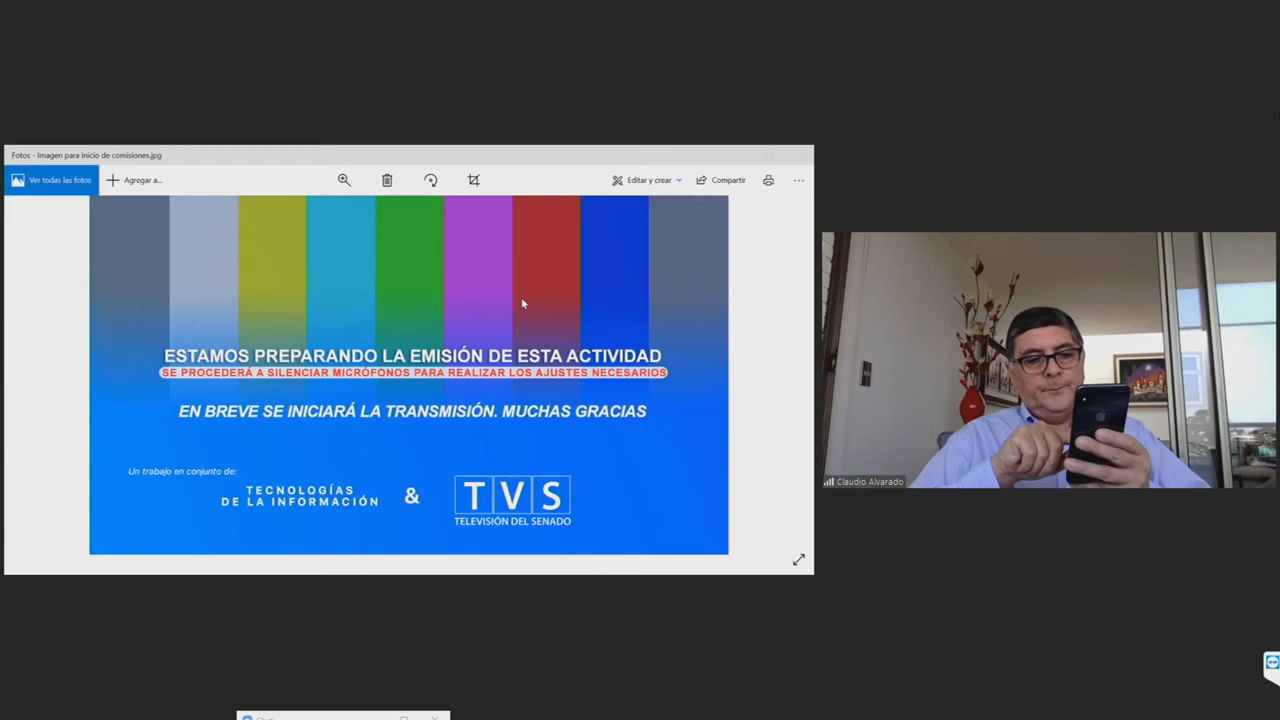 Fotos - Imagen para inicio de comisiones.jpg
Ver todas las fotos
Agregar a...
Editar y crear
Compartir
ESTAMOS PREPARANDO LA EMISIÓN DE ESTA ACTIVIDAD
SE PROCEDERÁ A SILENCIAR MICRÓFONOS PARA REALIZAR LOS AJUSTES NECESARIOS
EN BREVE SE INICIARÁ LA TRANSMISIÓN. MUCHAS GRACIAS
Un trabajo en conjunto de:
TECNOLOGÍAS
DE LA INFORMACIÓN
&
TVS
TELEVISIÓN DEL SENADO
Claudio Alvarado